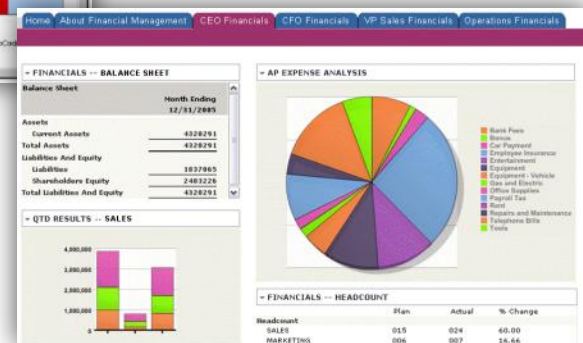 Home About Financial Management CEO Financials CFO Financials VP Sales Financials Operations Financials
FINANCIALS -- BALANCE SHEET
Balance Sheet
Month Ending
12/31/2005
Assets
Current Assets 4320291
Total Assets 4320291
Liabilities And Equity
Liabilities 1837065
Shareholders Equity 2483226
Total Liabilities And Equity 4320291
QTD RESULTS -- SALES
4,000,000
3,000,000
2,000,000
1,000,000
0
AP EXPENSE ANALYSIS
Bank Fees
Bonus
Car Payment
Employee Insurance
Entertainment
Equipment
Equipment - Vehicle
Gas and Electric
Office Supplies
Payroll Tax
Rent
Repairs and Maintenance
Telephone Bills
Tools
FINANCIALS -- HEADCOUNT
Plan Actual % Change
Headcount
SALES 015 024 60.00
MARKETING 006 007 16.66